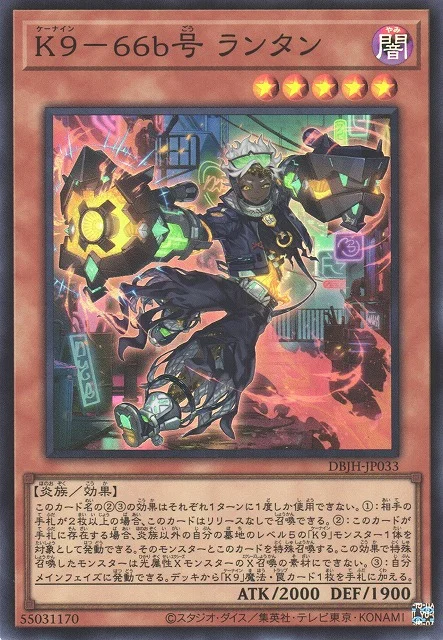 ケーナイン ごう
K9－66b号 ランタン
やみ
闇
DBJH-JP033
【炎族／効果】
このカード名の②③の効果はそれぞれ1ターンに1度しか使用できない。①：相手の
手札が2枚以上の場合、このカードはリリースなしで召喚できる。②：このカードが
手札に存在する場合、炎族以外の自分の墓地のレベル5の「K9」モンスター1体を
対象として発動できる。そのモンスターとこのカードを特殊召喚する。この効果で特殊
召喚したモンスターは光属性XモンスターのX召喚の素材にできない。③：自分
メインフェイズに発動できる。デッキから「K9」魔法・罠カード1枚を手札に加える。
ATK/2000 DEF/1900
55031170
©スタジオ・ダイス／集英社・テレビ東京・KONAMI